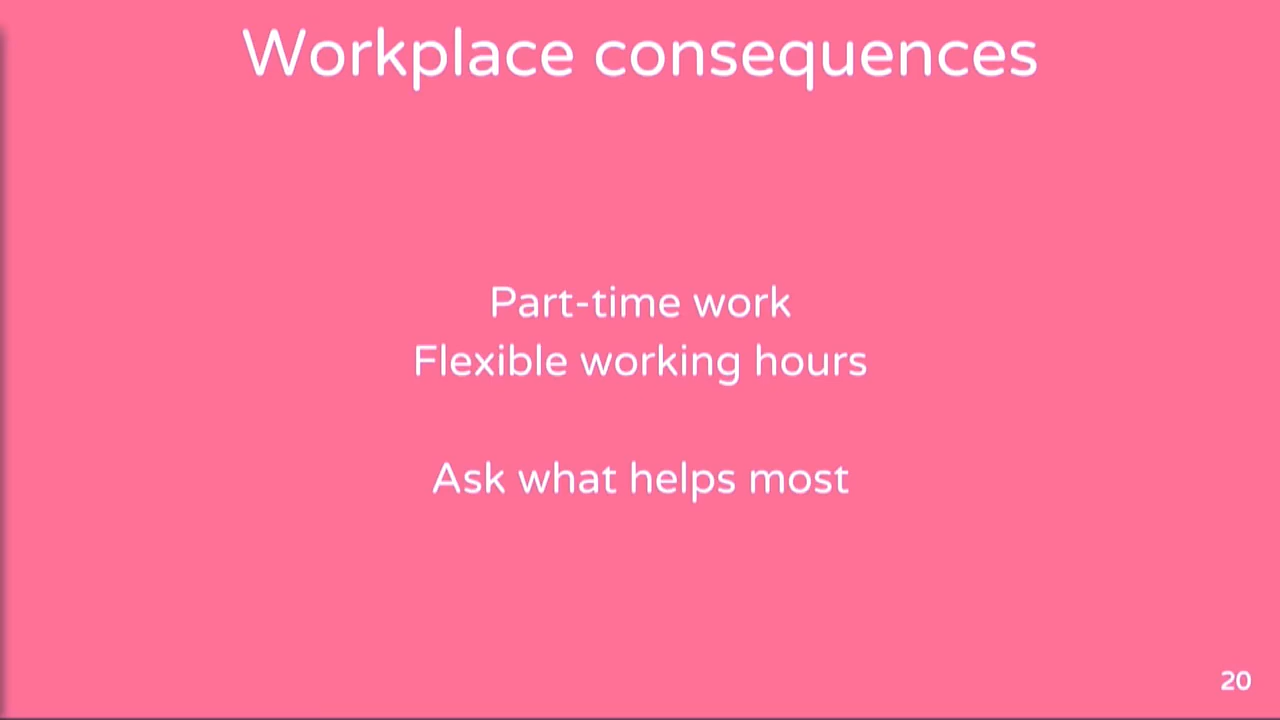 Workplace consequences
Part-time work
Flexible working hours
Ask what helps most
20